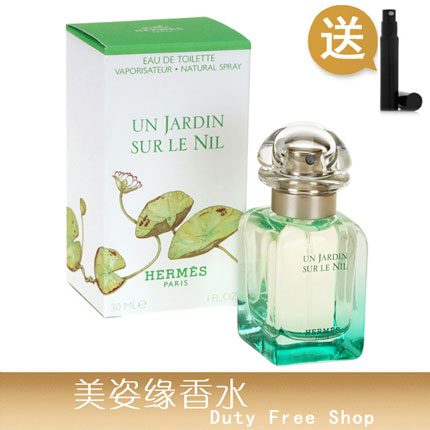 送
EAU DE TOILETTE
VAPORISATEUR • NATURAL SPRAY
UN JARDIN
SUR LE NIL
HERMÈS
PARIS
30 ML℮ 1 FL.OZ
UN JARDIN
SUR LE NIL
HERMÈS
美姿缘香水
Duty Free Shop